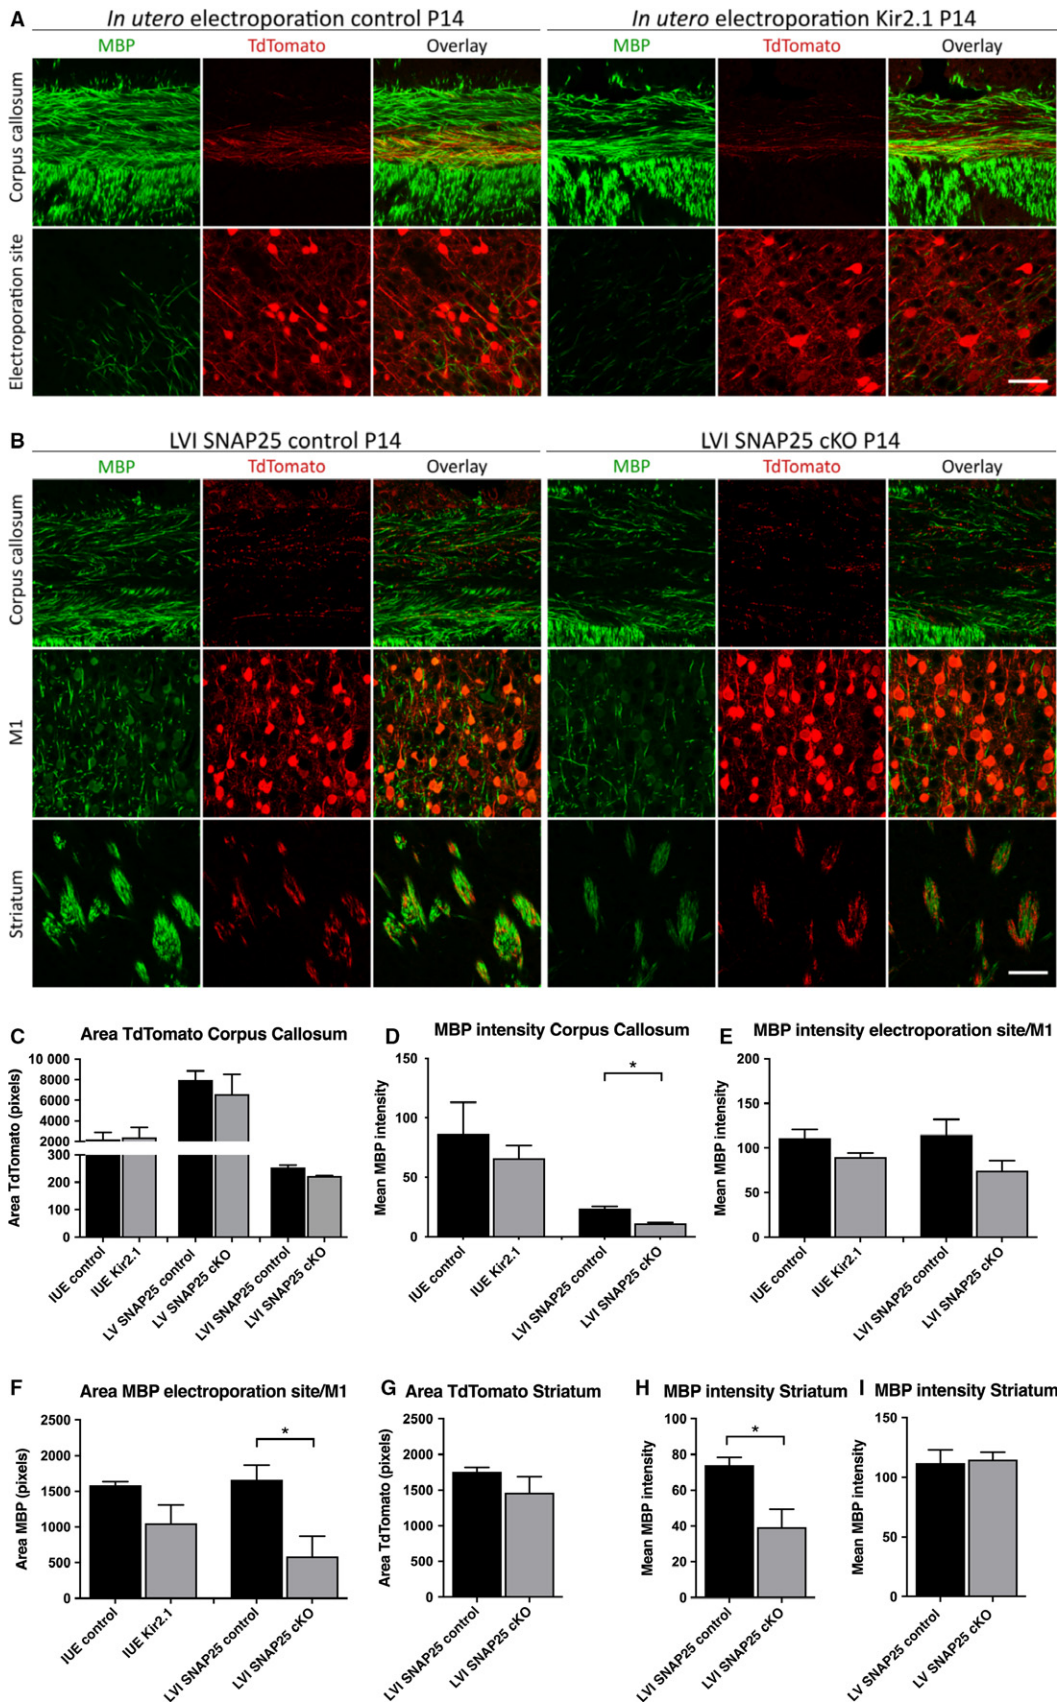 A In utero electroporation control P14 In utero electroporation Kir2.1 P14
MBP TdTomato Overlay MBP TdTomato Overlay
Corpus callosum
Electroporation site
B LVI SNAP25 control P14 LVI SNAP25 cKO P14
MBP TdTomato Overlay MBP TdTomato Overlay
Corpus callosum
M1
Striatum
C Area TdTomato Corpus Callosum
Area TdTomato (pixels)
10 000
8000
6000
4000
2000
300
200
100
0
IUE control
IUE Kir2.1
LV SNAP25 control
LV SNAP25 cKO
LVI SNAP25 control
LVI SNAP25 cKO
D MBP intensity Corpus Callosum
Mean MBP intensity
150
100
50
0
*
IUE control
IUE Kir2.1
LVI SNAP25 control
LVI SNAP25 cKO
E MBP intensity electroporation site/M1
Mean MBP intensity
200
150
100
50
0
IUE control
IUE Kir2.1
LVI SNAP25 control
LVI SNAP25 cKO
F Area MBP electroporation site/M1
Area MBP (pixels)
2500
2000
1500
1000
500
0
*
IUE control
IUE Kir2.1
LVI SNAP25 control
LVI SNAP25 cKO
G Area TdTomato Striatum
Area TdTomato (pixels)
2500
2000
1500
1000
500
0
LVI SNAP25 control
LVI SNAP25 cKO
H MBP intensity Striatum
Mean MBP intensity
100
80
60
40
20
0
*
LVI SNAP25 control
LVI SNAP25 cKO
I MBP intensity Striatum
Mean MBP intensity
150
100
50
0
LV SNAP25 control
LV SNAP25 cKO